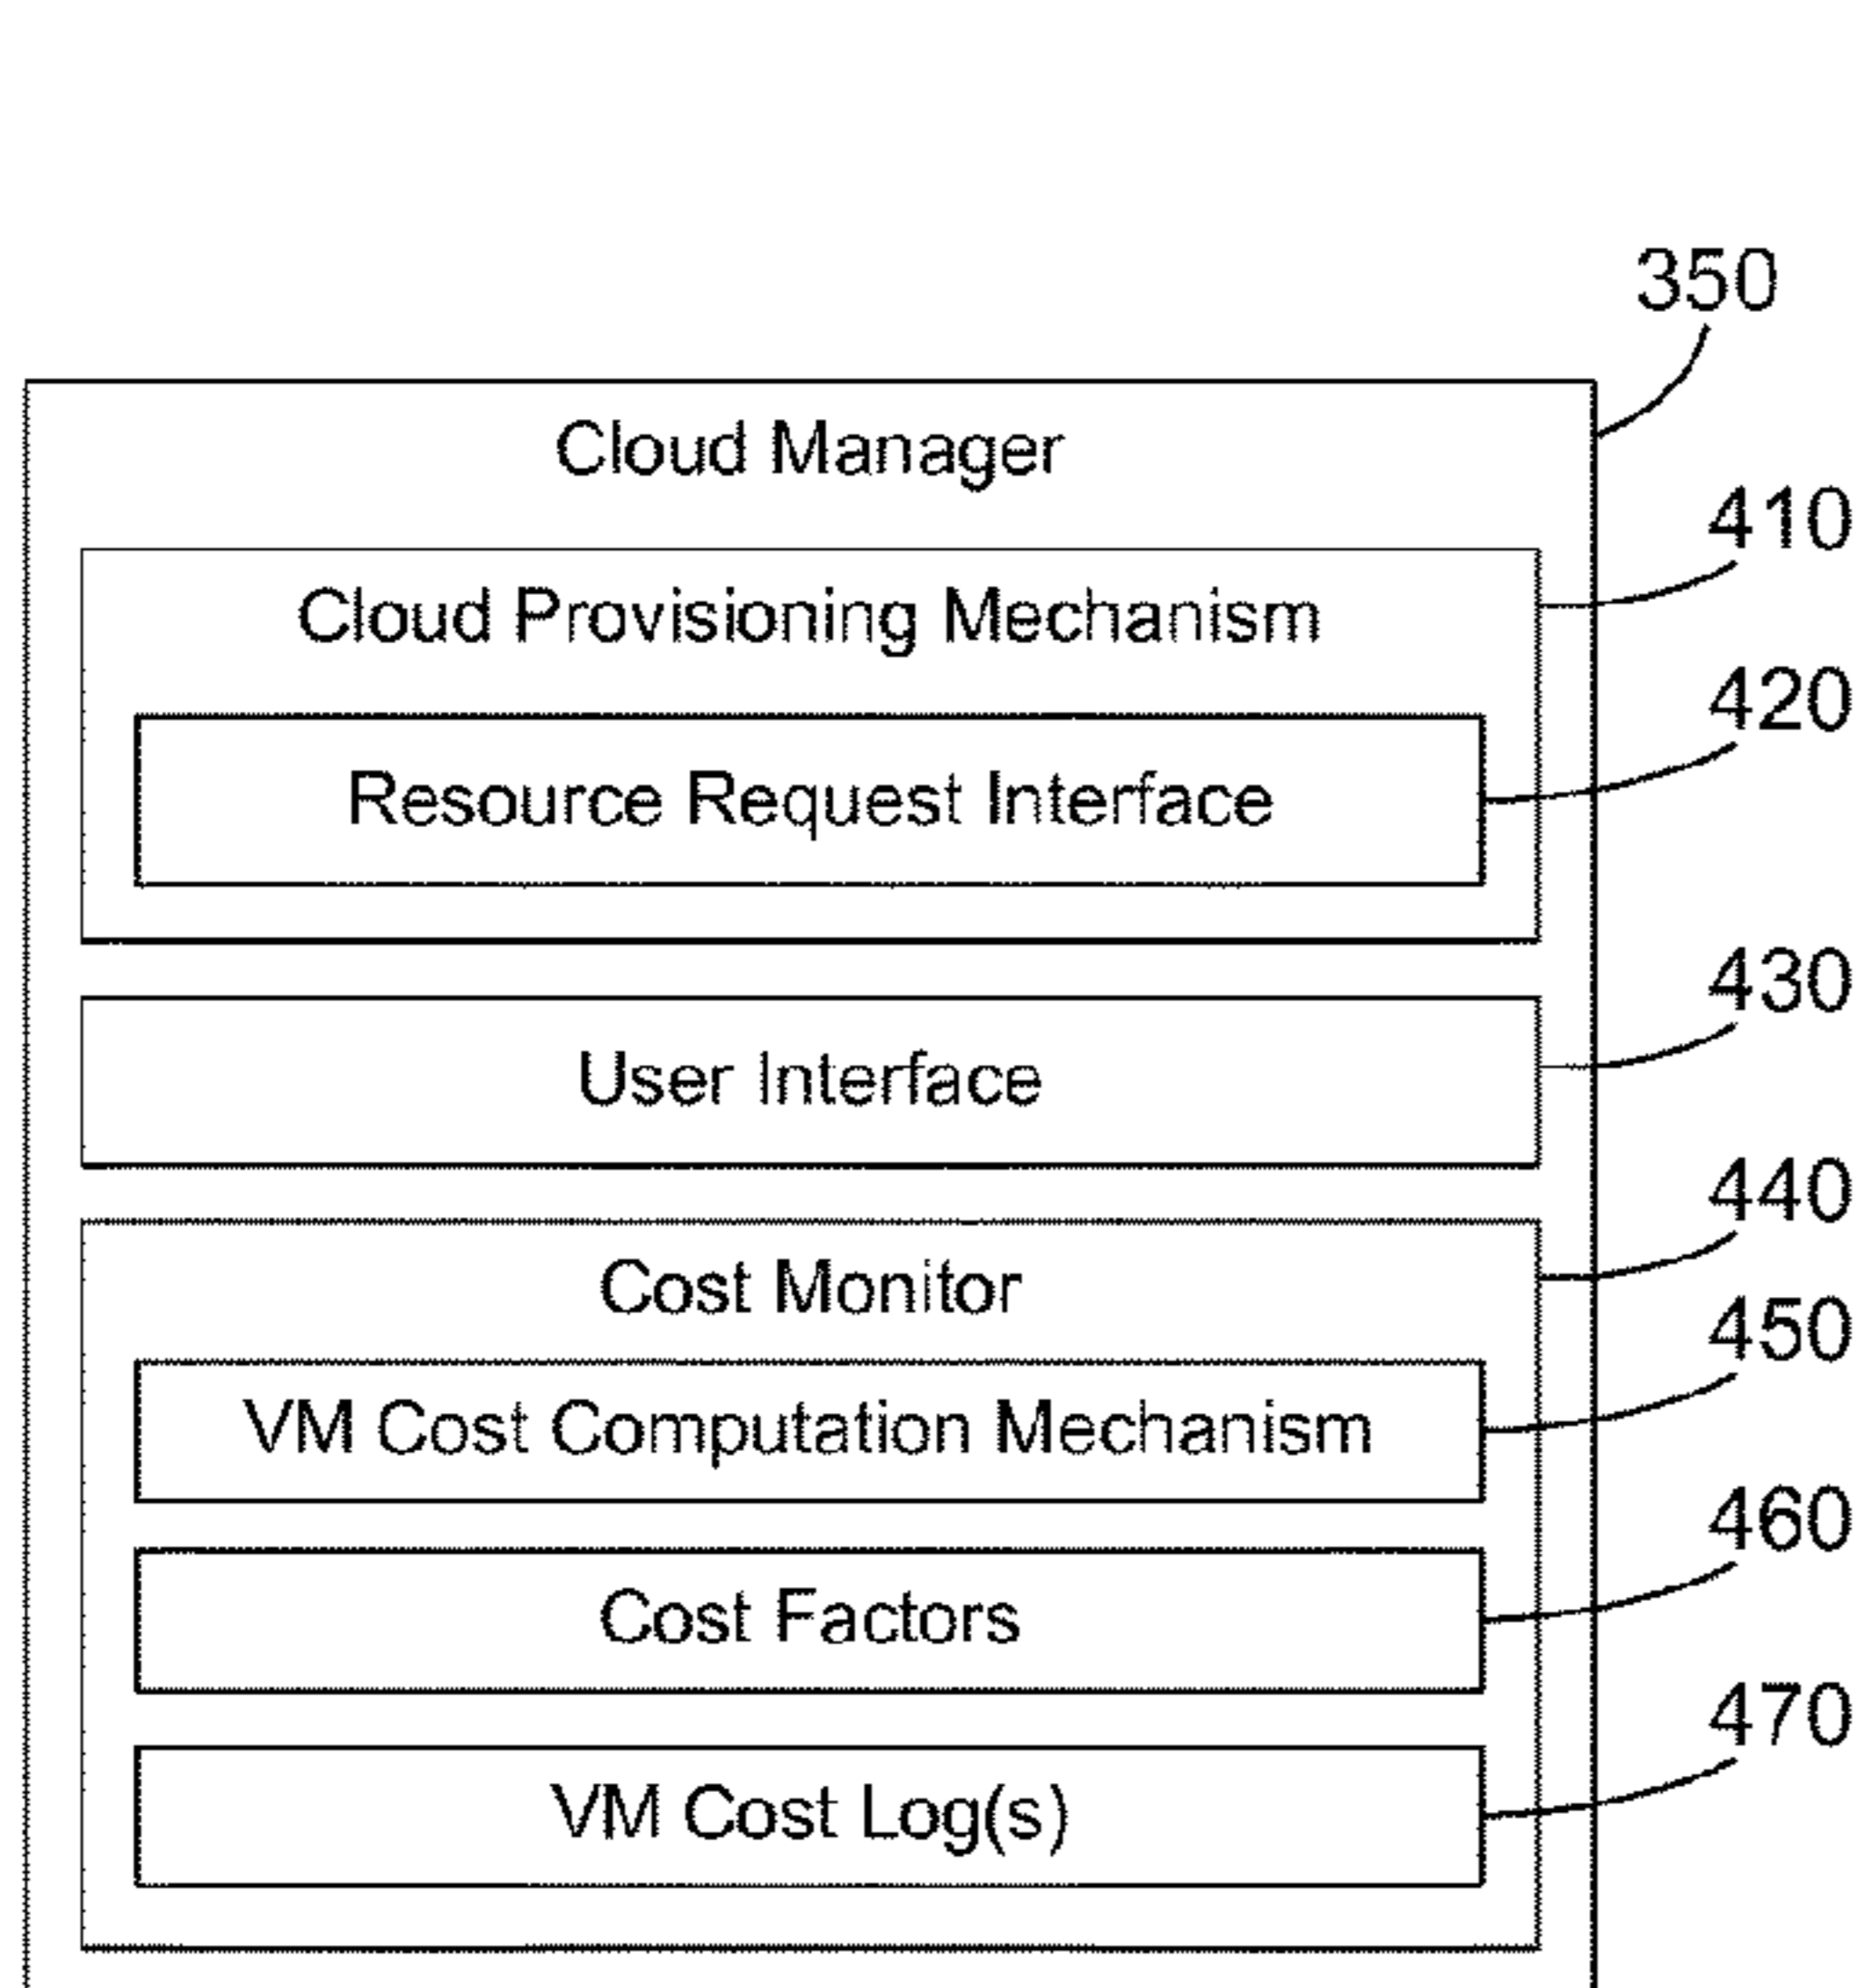 350
Cloud Manager
410
Cloud Provisioning Mechanism
420
Resource Request Interface
430
User Interface
440
Cost Monitor
450
VM Cost Computation Mechanism
460
Cost Factors
470
VM Cost Log(s)